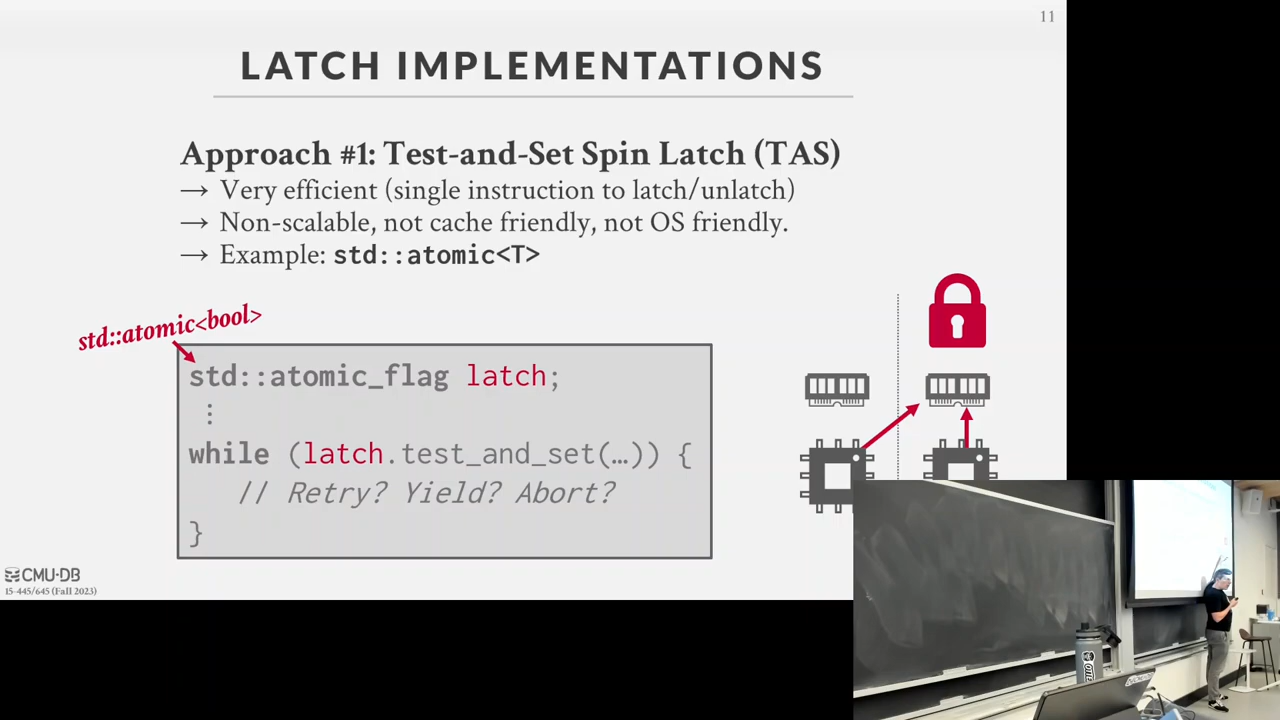 11
LATCH IMPLEMENTATIONS
Approach #1: Test-and-Set Spin Latch (TAS)
→ Very efficient (single instruction to latch/unlatch)
→ Non-scalable, not cache friendly, not OS friendly.
→ Example: std::atomic<T>
std::atomic<bool>
std::atomic_flag latch;
⋮
while (latch.test_and_set(…)) {
// Retry? Yield? Abort?
}
CMU·DB
15-445/645 (Fall 2023)